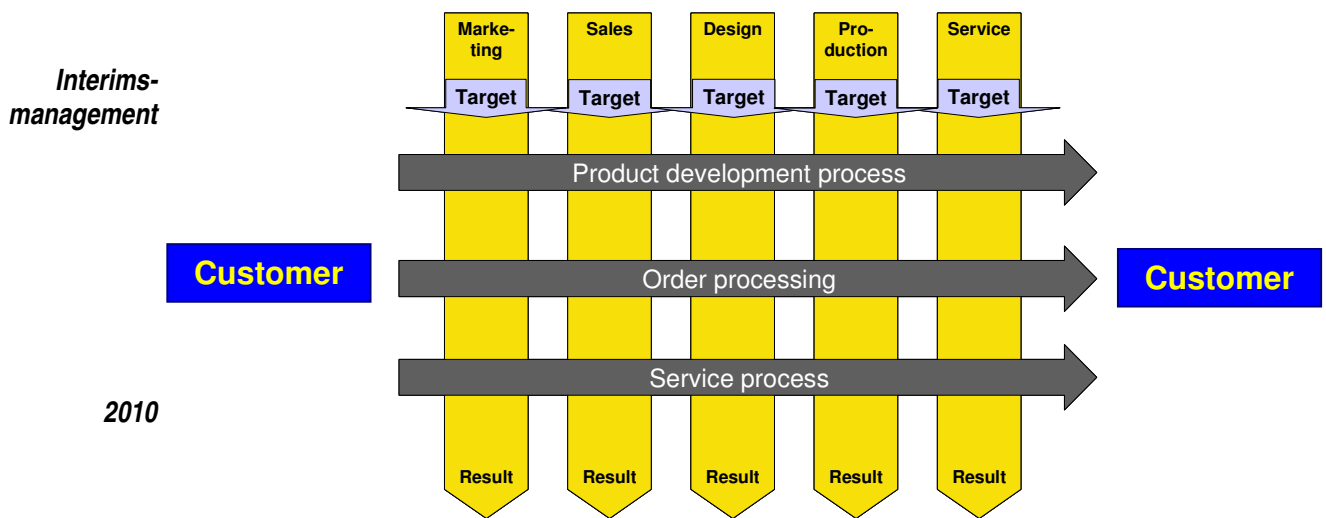 Marke-
ting
Sales
Design
Pro-
duction
Service
Interims-
management
Target
Target
Target
Target
Target
Product development process
Customer
Order processing
Customer
Service process
2010
Result
Result
Result
Result
Result